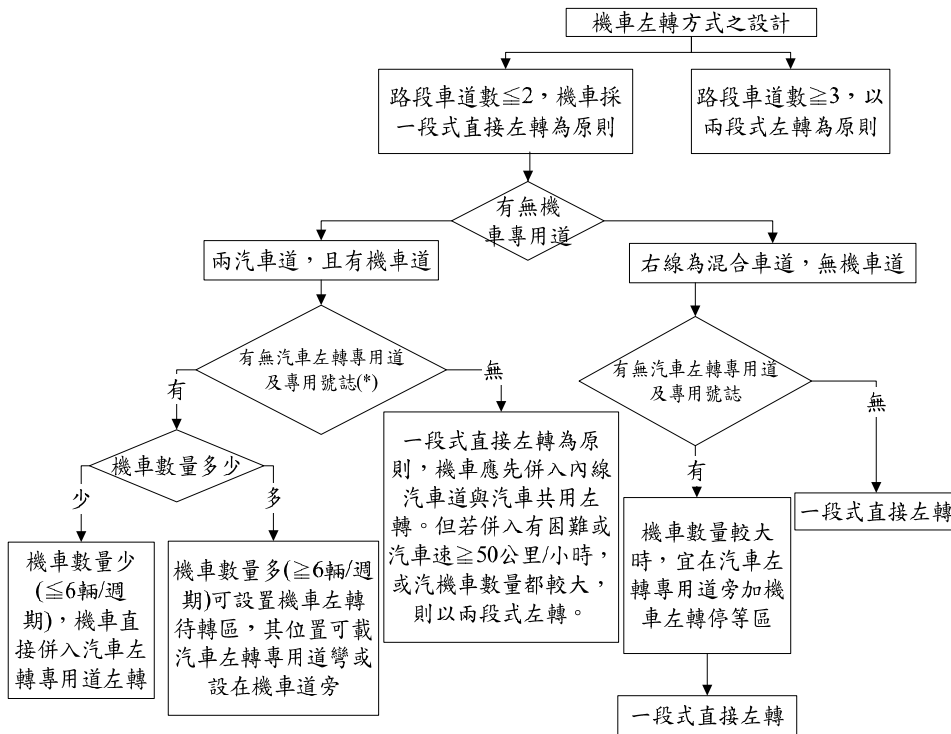 機車左轉方式之設計
路段車道數≦2，機車採
一段式直接左轉為原則
路段車道數≧3，以
兩段式左轉為原則
有無機
車專用道
兩汽車道，且有機車道
右線為混合車道，無機車道
有無汽車左轉專用道
及專用號誌(*)
有無汽車左轉專用道
及專用號誌
有
無
有
無
機車數量多少
少
多
一段式直接左轉為原
則，機車應先併入內線
汽車道與汽車共用左
轉。但若併入有困難或
汽車速≧50公里/小時，
或汽機車數量都較大，
則以兩段式左轉。
機車數量較大
時，宜在汽車左
轉專用道旁加機
車左轉停等區
一段式直接左轉
機車數量少
(≦6輛/週
期)，機車直
接併入汽車左
轉專用道左轉
機車數量多(≧6輛/週
期)可設置機車左轉
待轉區，其位置可載
汽車左轉專用道彎或
設在機車道旁
一段式直接左轉